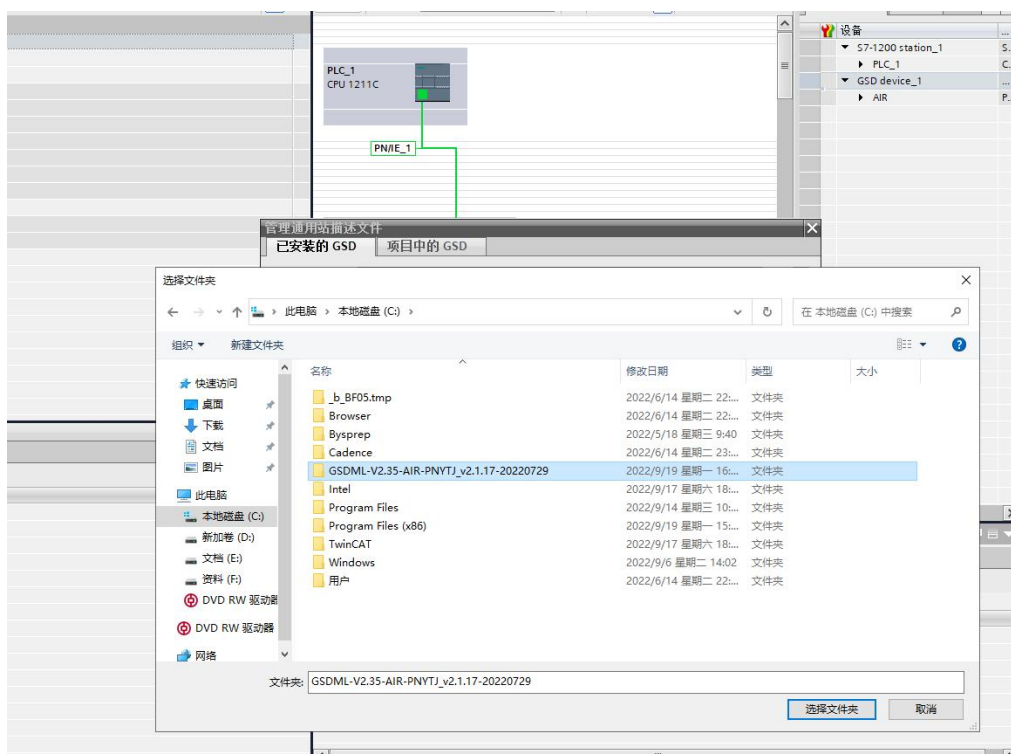 设备
...
S7-1200 station_1
S.
PLC_1
C.
GSD device_1
...
AIR
P..
PLC_1
CPU 1211C
PN/IE_1
管理通用站描述文件
已安装的 GSD
项目中的 GSD
选择文件夹
此电脑 › 本地磁盘 (C:) ›
在 本地磁盘 (C:) 中搜索
组织
新建文件夹
名称
修改日期
类型
大小
_b_BF05.tmp 2022/6/14 星期二 22:... 文件夹
Browser 2022/6/14 星期二 22:... 文件夹
Bysprep 2022/5/18 星期三 9:40 文件夹
Cadence 2022/6/14 星期二 23:... 文件夹
GSDML-V2.35-AIR-PNYTJ_v2.1.17-20220729 2022/9/19 星期一 16:... 文件夹
Intel 2022/9/17 星期六 18:... 文件夹
Program Files 2022/9/14 星期三 10:... 文件夹
Program Files (x86) 2022/9/19 星期一 15:... 文件夹
TwinCAT 2022/9/17 星期六 18:... 文件夹
Windows 2022/9/6 星期二 14:02 文件夹
用户 2022/6/14 星期二 22:... 文件夹
快速访问
桌面
下载
文档
图片
此电脑
本地磁盘 (C:)
新加卷 (D:)
文档 (E:)
资料 (F:)
DVD RW 驱动器
DVD RW 驱动器
网络
文件夹: GSDML-V2.35-AIR-PNYTJ_v2.1.17-20220729
选择文件夹
取消